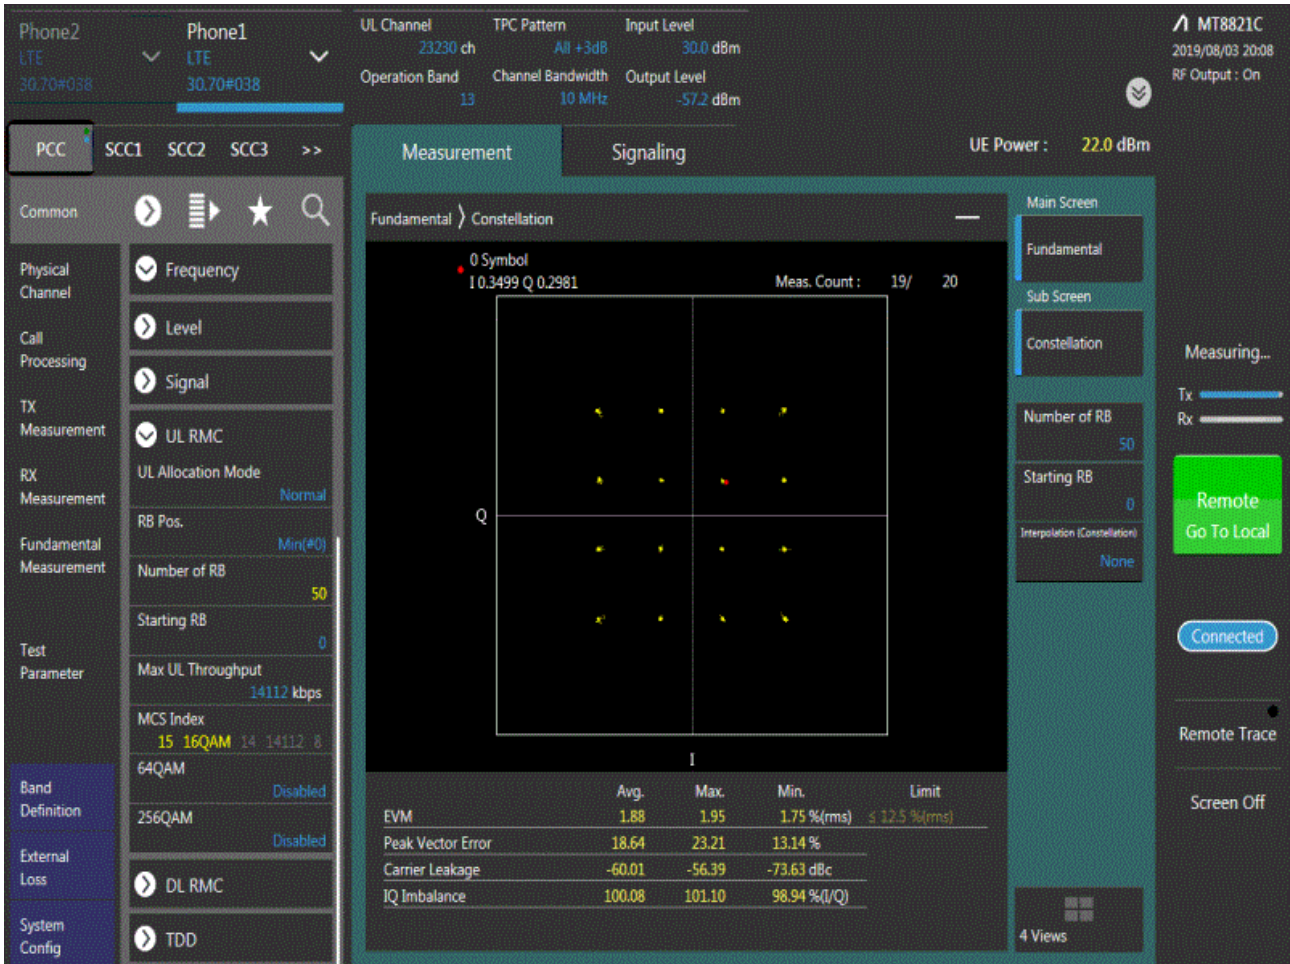 Phone2
LTE
30.70#038
Phone1
LTE
30.70#038
UL Channel
23230 ch
TPC Pattern
All +3dB
Input Level
30.0 dBm
Operation Band
13
Channel Bandwidth
10 MHz
Output Level
-57.2 dBm
MT8821C
2019/08/03 20:08
RF Output : On
PCC SCC1 SCC2 SCC3 >>
Measurement
Signaling
UE Power : 22.0 dBm
Common
Physical
Channel
Call
Processing
TX
Measurement
RX
Measurement
Fundamental
Measurement
Test
Parameter
Band
Definition
External
Loss
System
Config
Frequency
Level
Signal
UL RMC
UL Allocation Mode
Normal
RB Pos.
Min(#0)
Number of RB
50
Starting RB
0
Max UL Throughput
14112 kbps
MCS Index
15 16QAM 14 14112 8
64QAM
Disabled
256QAM
Disabled
DL RMC
TDD
Fundamental 〉 Constellation
0 Symbol
I 0.3499 Q 0.2981
Meas. Count : 19/ 20
Q
I
Avg. Max. Min. Limit
EVM 1.88 1.95 1.75 %(rms) ≤ 12.5 %(rms)
Peak Vector Error 18.64 23.21 13.14 %
Carrier Leakage -60.01 -56.39 -73.63 dBc
IQ Imbalance 100.08 101.10 98.94 %(I/Q)
Main Screen
Fundamental
Sub Screen
Constellation
Number of RB
50
Starting RB
0
Interpolation (Constellation)
None
4 Views
Measuring...
Tx
Rx
Remote
Go To Local
Connected
Remote Trace
Screen Off